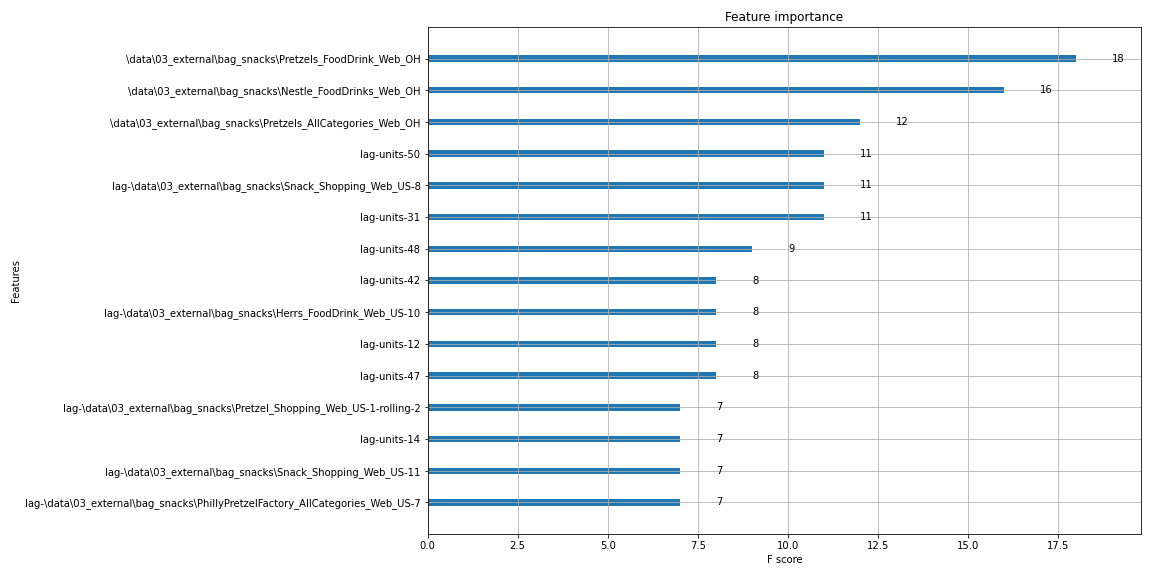 Feature importance
\data\03_external\bag_snacks\Pretzels_FoodDrink_Web_OH 18
\data\03_external\bag_snacks\Nestle_FoodDrinks_Web_OH 16
\data\03_external\bag_snacks\Pretzels_AllCategories_Web_OH 12
lag-units-50 11
lag-\data\03_external\bag_snacks\Snack_Shopping_Web_US-8 11
lag-units-31 11
lag-units-48 9
lag-units-42 8
lag-\data\03_external\bag_snacks\Herrs_FoodDrink_Web_US-10 8
lag-units-12 8
lag-units-47 8
lag-\data\03_external\bag_snacks\Pretzel_Shopping_Web_US-1-rolling-2 7
lag-units-14 7
lag-\data\03_external\bag_snacks\Snack_Shopping_Web_US-11 7
lag-\data\03_external\bag_snacks\PhillyPretzelFactory_AllCategories_Web_US-7 7
Features
0.0 2.5 5.0 7.5 10.0 12.5 15.0 17.5
F score